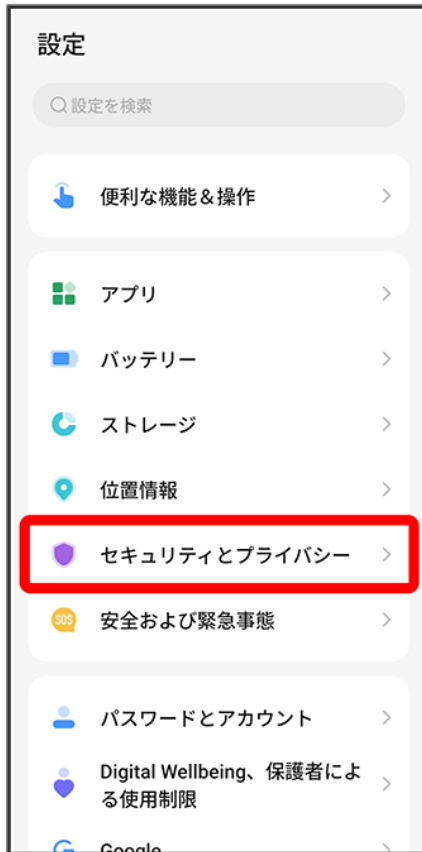 設定
設定を検索
便利な機能＆操作
アプリ
バッテリー
ストレージ
位置情報
セキュリティとプライバシー
SOS
安全および緊急事態
パスワードとアカウント
Digital Wellbeing、保護者によ
る使用制限
Google